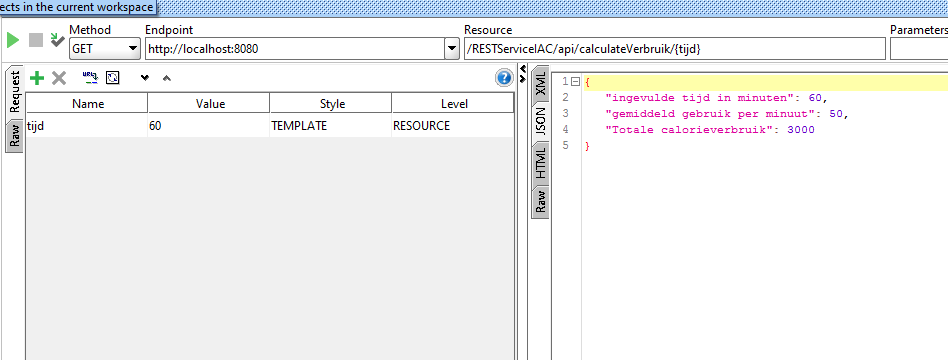 ects in the current workspace
Method Endpoint Resource Parameters
GET http://localhost:8080 /RESTServiceIAC/api/calculateVerbruik/{tijd}
Request
Raw
Name Value Style Level
tijd 60 TEMPLATE RESOURCE
XML
JSON
HTML
Raw
1 {
2 "ingevulde tijd in minuten": 60,
3 "gemiddeld gebruik per minuut": 50,
4 "Totale calorieverbruik": 3000
5 }